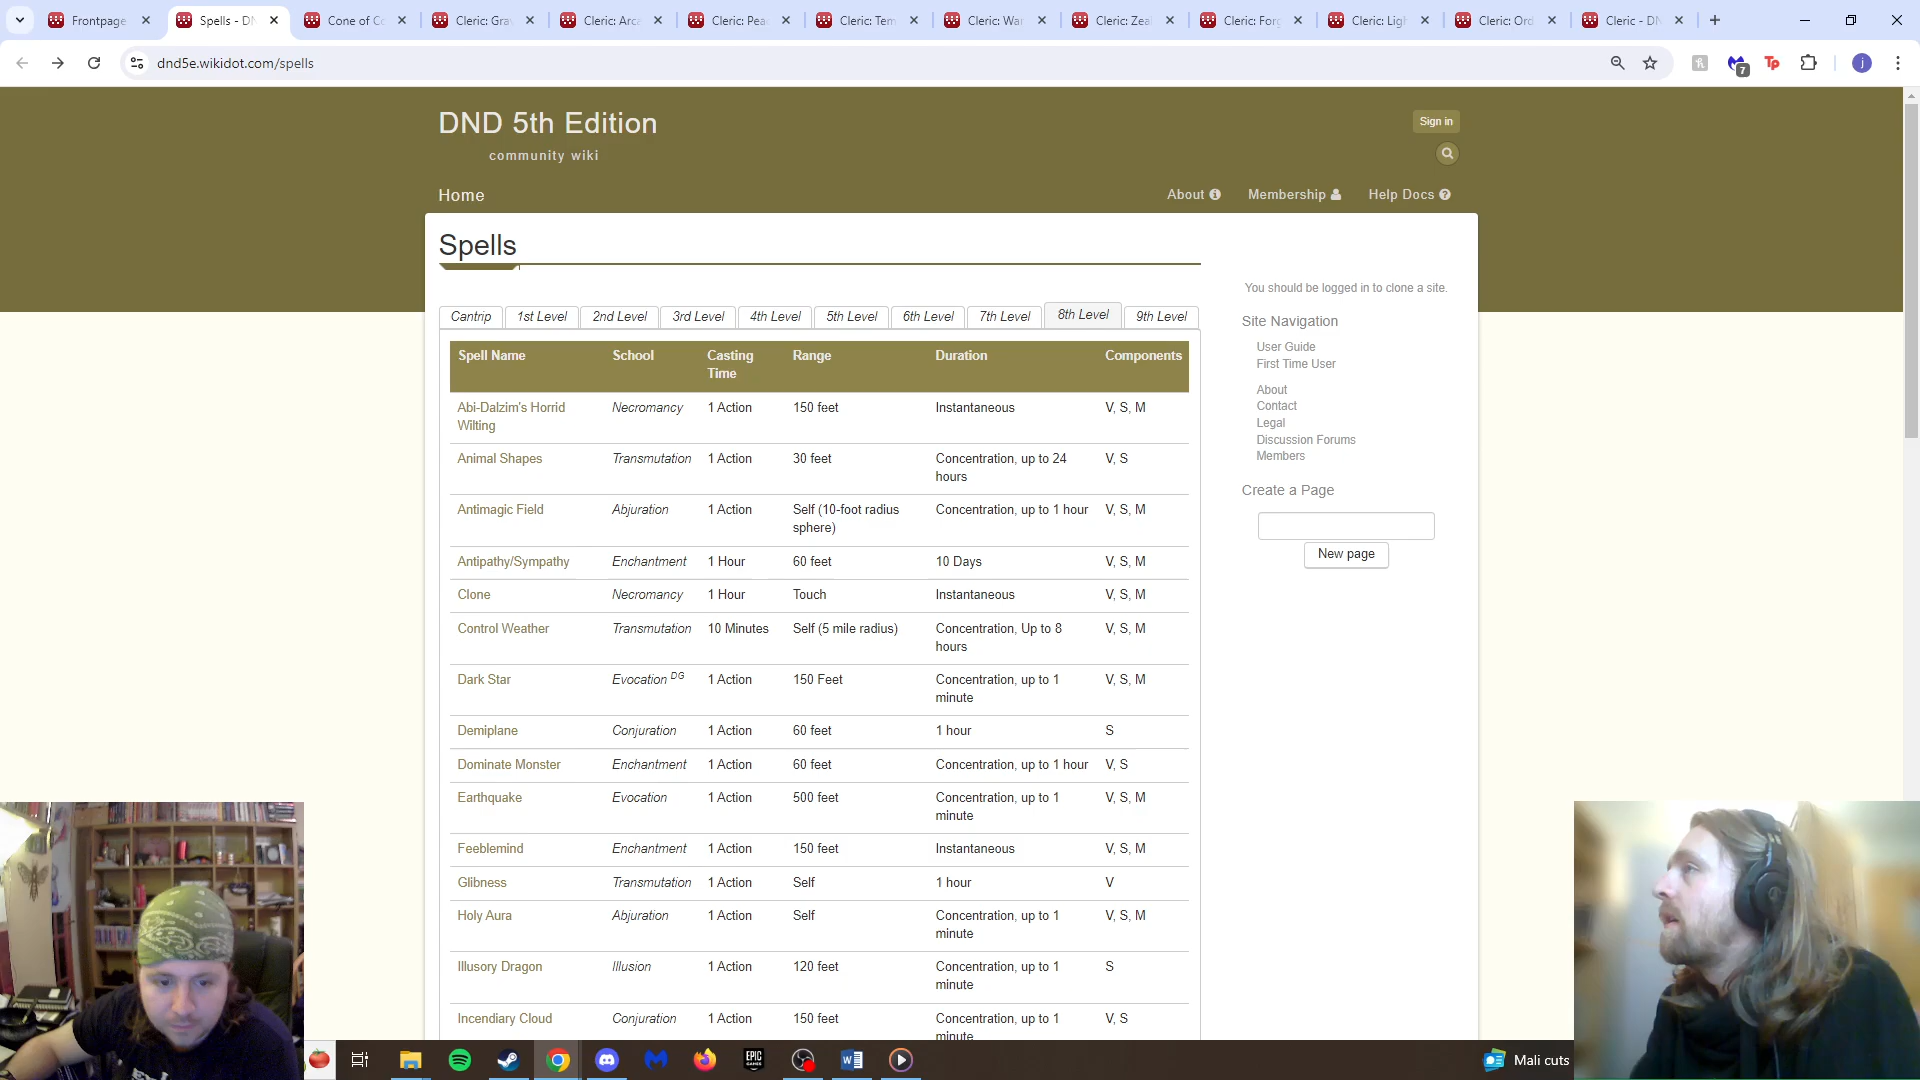 Frontpage
Spells - DN
Cone of Co
Cleric: Grav
Cleric: Arca
Cleric: Peac
Cleric: Tem
Cleric: War
Cleric: Zeal
Cleric: Forg
Cleric: Ligh
Cleric: Ord
Cleric - DN
dnd5e.wikidot.com/spells
7
Tp
j
DND 5th Edition
community wiki
Sign in
Home
About
Membership
Help Docs
Spells
Cantrip 1st Level 2nd Level 3rd Level 4th Level 5th Level 6th Level 7th Level 8th Level 9th Level
Spell Name School Casting Time Range Duration Components
Abi-Dalzim's Horrid Wilting Necromancy 1 Action 150 feet Instantaneous V, S, M
Animal Shapes Transmutation 1 Action 30 feet Concentration, up to 24 hours V, S
Antimagic Field Abjuration 1 Action Self (10-foot radius sphere) Concentration, up to 1 hour V, S, M
Antipathy/Sympathy Enchantment 1 Hour 60 feet 10 Days V, S, M
Clone Necromancy 1 Hour Touch Instantaneous V, S, M
Control Weather Transmutation 10 Minutes Self (5 mile radius) Concentration, Up to 8 hours V, S, M
Dark Star Evocation DG 1 Action 150 Feet Concentration, up to 1 minute V, S, M
Demiplane Conjuration 1 Action 60 feet 1 hour S
Dominate Monster Enchantment 1 Action 60 feet Concentration, up to 1 hour V, S
Earthquake Evocation 1 Action 500 feet Concentration, up to 1 minute V, S, M
Feeblemind Enchantment 1 Action 150 feet Instantaneous V, S, M
Glibness Transmutation 1 Action Self 1 hour V
Holy Aura Abjuration 1 Action Self Concentration, up to 1 minute V, S, M
Illusory Dragon Illusion 1 Action 120 feet Concentration, up to 1 minute S
Incendiary Cloud Conjuration 1 Action 150 feet Concentration, up to 1 minute V, S
You should be logged in to clone a site.
Site Navigation
User Guide
First Time User
About
Contact
Legal
Discussion Forums
Members
Create a Page
New page
EPIC GAMES
Mali cuts